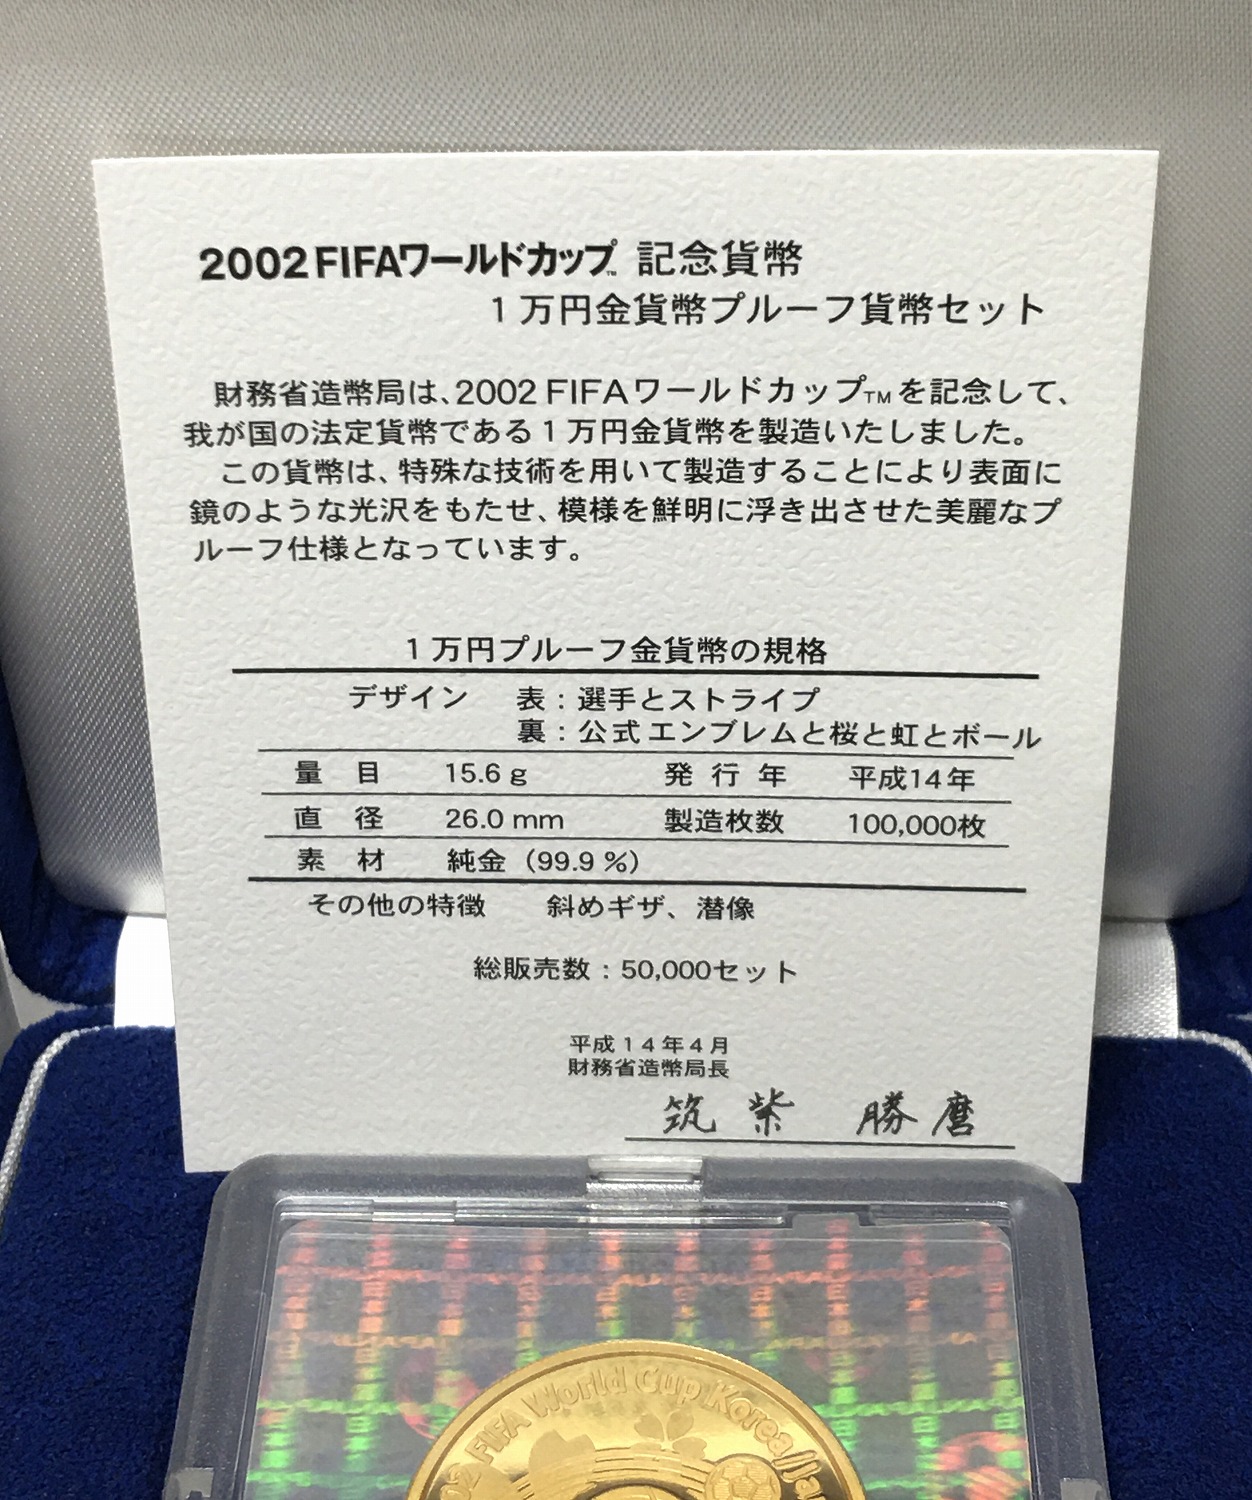 2002 FIFAワールドカップ™ 記念貨幣
1万円金貨幣プルーフ貨幣セット
財務省造幣局は、2002 FIFAワールドカップTMを記念して、
我が国の法定貨幣である1万円金貨幣を製造いたしました。
この貨幣は、特殊な技術を用いて製造することにより表面に
鏡のような光沢をもたせ、模様を鮮明に浮き出させた美麗なプ
ルーフ仕様となっています。
1万円プルーフ金貨幣の規格
デザイン 表：選手とストライプ
裏：公式エンブレムと桜と虹とボール
量目 15.6 g 発行年 平成14年
直径 26.0 mm 製造枚数 100,000枚
素材 純金（99.9 %）
その他の特徴 斜めギザ、潜像
総販売数：50,000セット
平成14年4月
財務省造幣局長
筑紫 勝麿
FIFA World Cup Korea/